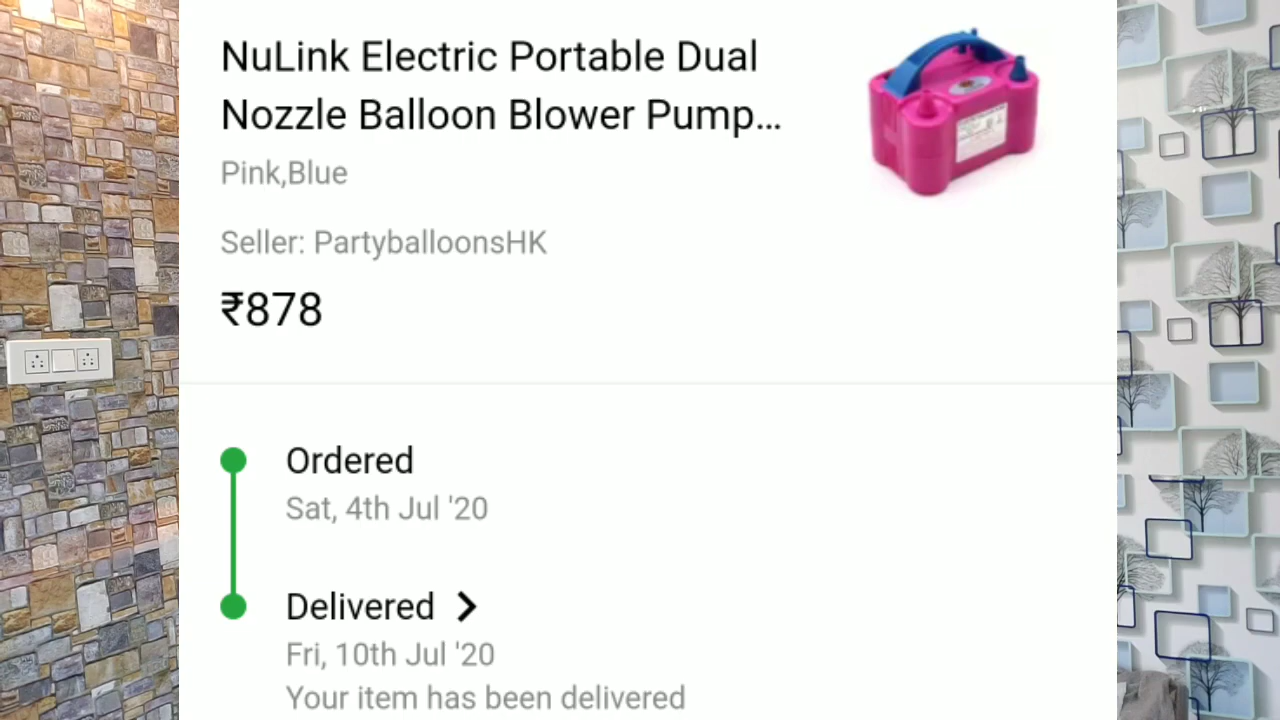 NuLink Electric Portable Dual
Nozzle Balloon Blower Pump...
Pink,Blue
Seller: PartyballoonsHK
₹878
Ordered
Sat, 4th Jul '20
Delivered
Fri, 10th Jul '20
Your item has been delivered